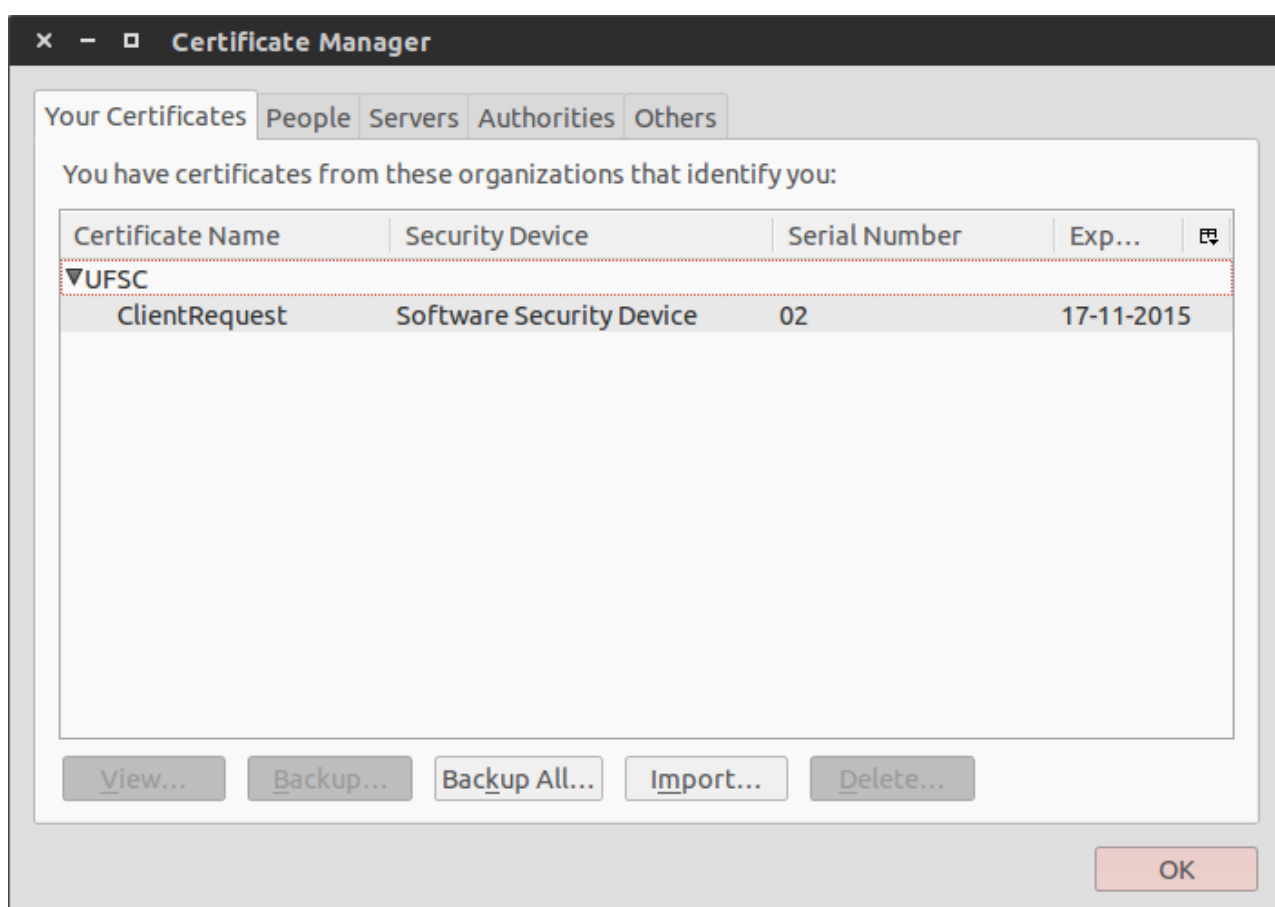 Certificate Manager
Your Certificates People Servers Authorities Others
You have certificates from these organizations that identify you:
Certificate Name Security Device Serial Number Exp...
UFSC
ClientRequest Software Security Device 02 17-11-2015
View... Backup... Backup All... Import... Delete...
OK